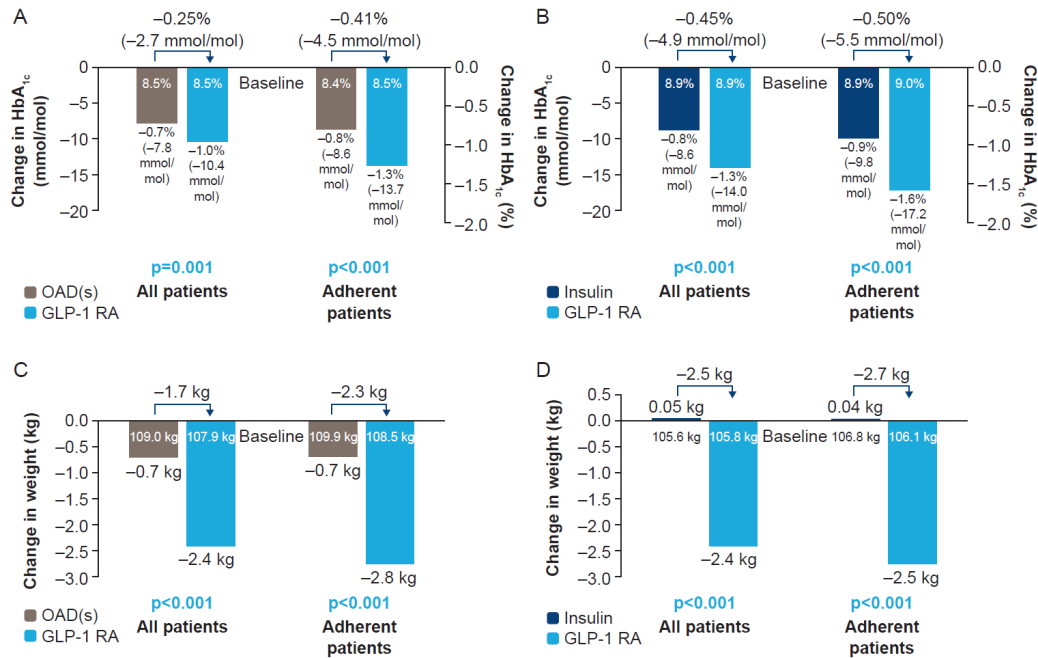 A
–0.25%
(–2.7 mmol/mol)
–0.41%
(–4.5 mmol/mol)
Change in HbA1c
(mmol/mol)
0
–5
–10
–15
–20
8.5%
8.5%
Baseline
8.4%
8.5%
–0.7%
(–7.8
mmol/
mol)
–1.0%
(–10.4
mmol/
mol)
–0.8%
(–8.6
mmol/
mol)
–1.3%
(–13.7
mmol/
mol)
0.0
–0.5
–1.0
–1.5
–2.0
Change in HbA1c (%)
p=0.001
All patients
p<0.001
Adherent
patients
OAD(s)
GLP-1 RA
B
–0.45%
(–4.9 mmol/mol)
–0.50%
(–5.5 mmol/mol)
Change in HbA1c
(mmol/mol)
0
–5
–10
–15
–20
8.9%
8.9%
Baseline
8.9%
9.0%
–0.8%
(–8.6
mmol/
mol)
–1.3%
(–14.0
mmol/
mol)
–0.9%
(–9.8
mmol/
mol)
–1.6%
(–17.2
mmol/
mol)
0.0
–0.5
–1.0
–1.5
–2.0
Change in HbA1c (%)
p<0.001
All patients
p<0.001
Adherent
patients
Insulin
GLP-1 RA
C
–1.7 kg
–2.3 kg
Change in weight (kg)
0.0
–0.5
–1.0
–1.5
–2.0
–2.5
–3.0
109.0 kg
107.9 kg
Baseline
109.9 kg
108.5 kg
–0.7 kg
–2.4 kg
–0.7 kg
–2.8 kg
p<0.001
All patients
p<0.001
Adherent
patients
OAD(s)
GLP-1 RA
D
–2.5 kg
–2.7 kg
Change in weight (kg)
0.5
0.0
–0.5
–1.0
–1.5
–2.0
–2.5
–3.0
0.05 kg
0.04 kg
105.6 kg
105.8 kg
Baseline
106.8 kg
106.1 kg
–2.4 kg
–2.5 kg
p<0.001
All patients
p<0.001
Adherent
patients
Insulin
GLP-1 RA